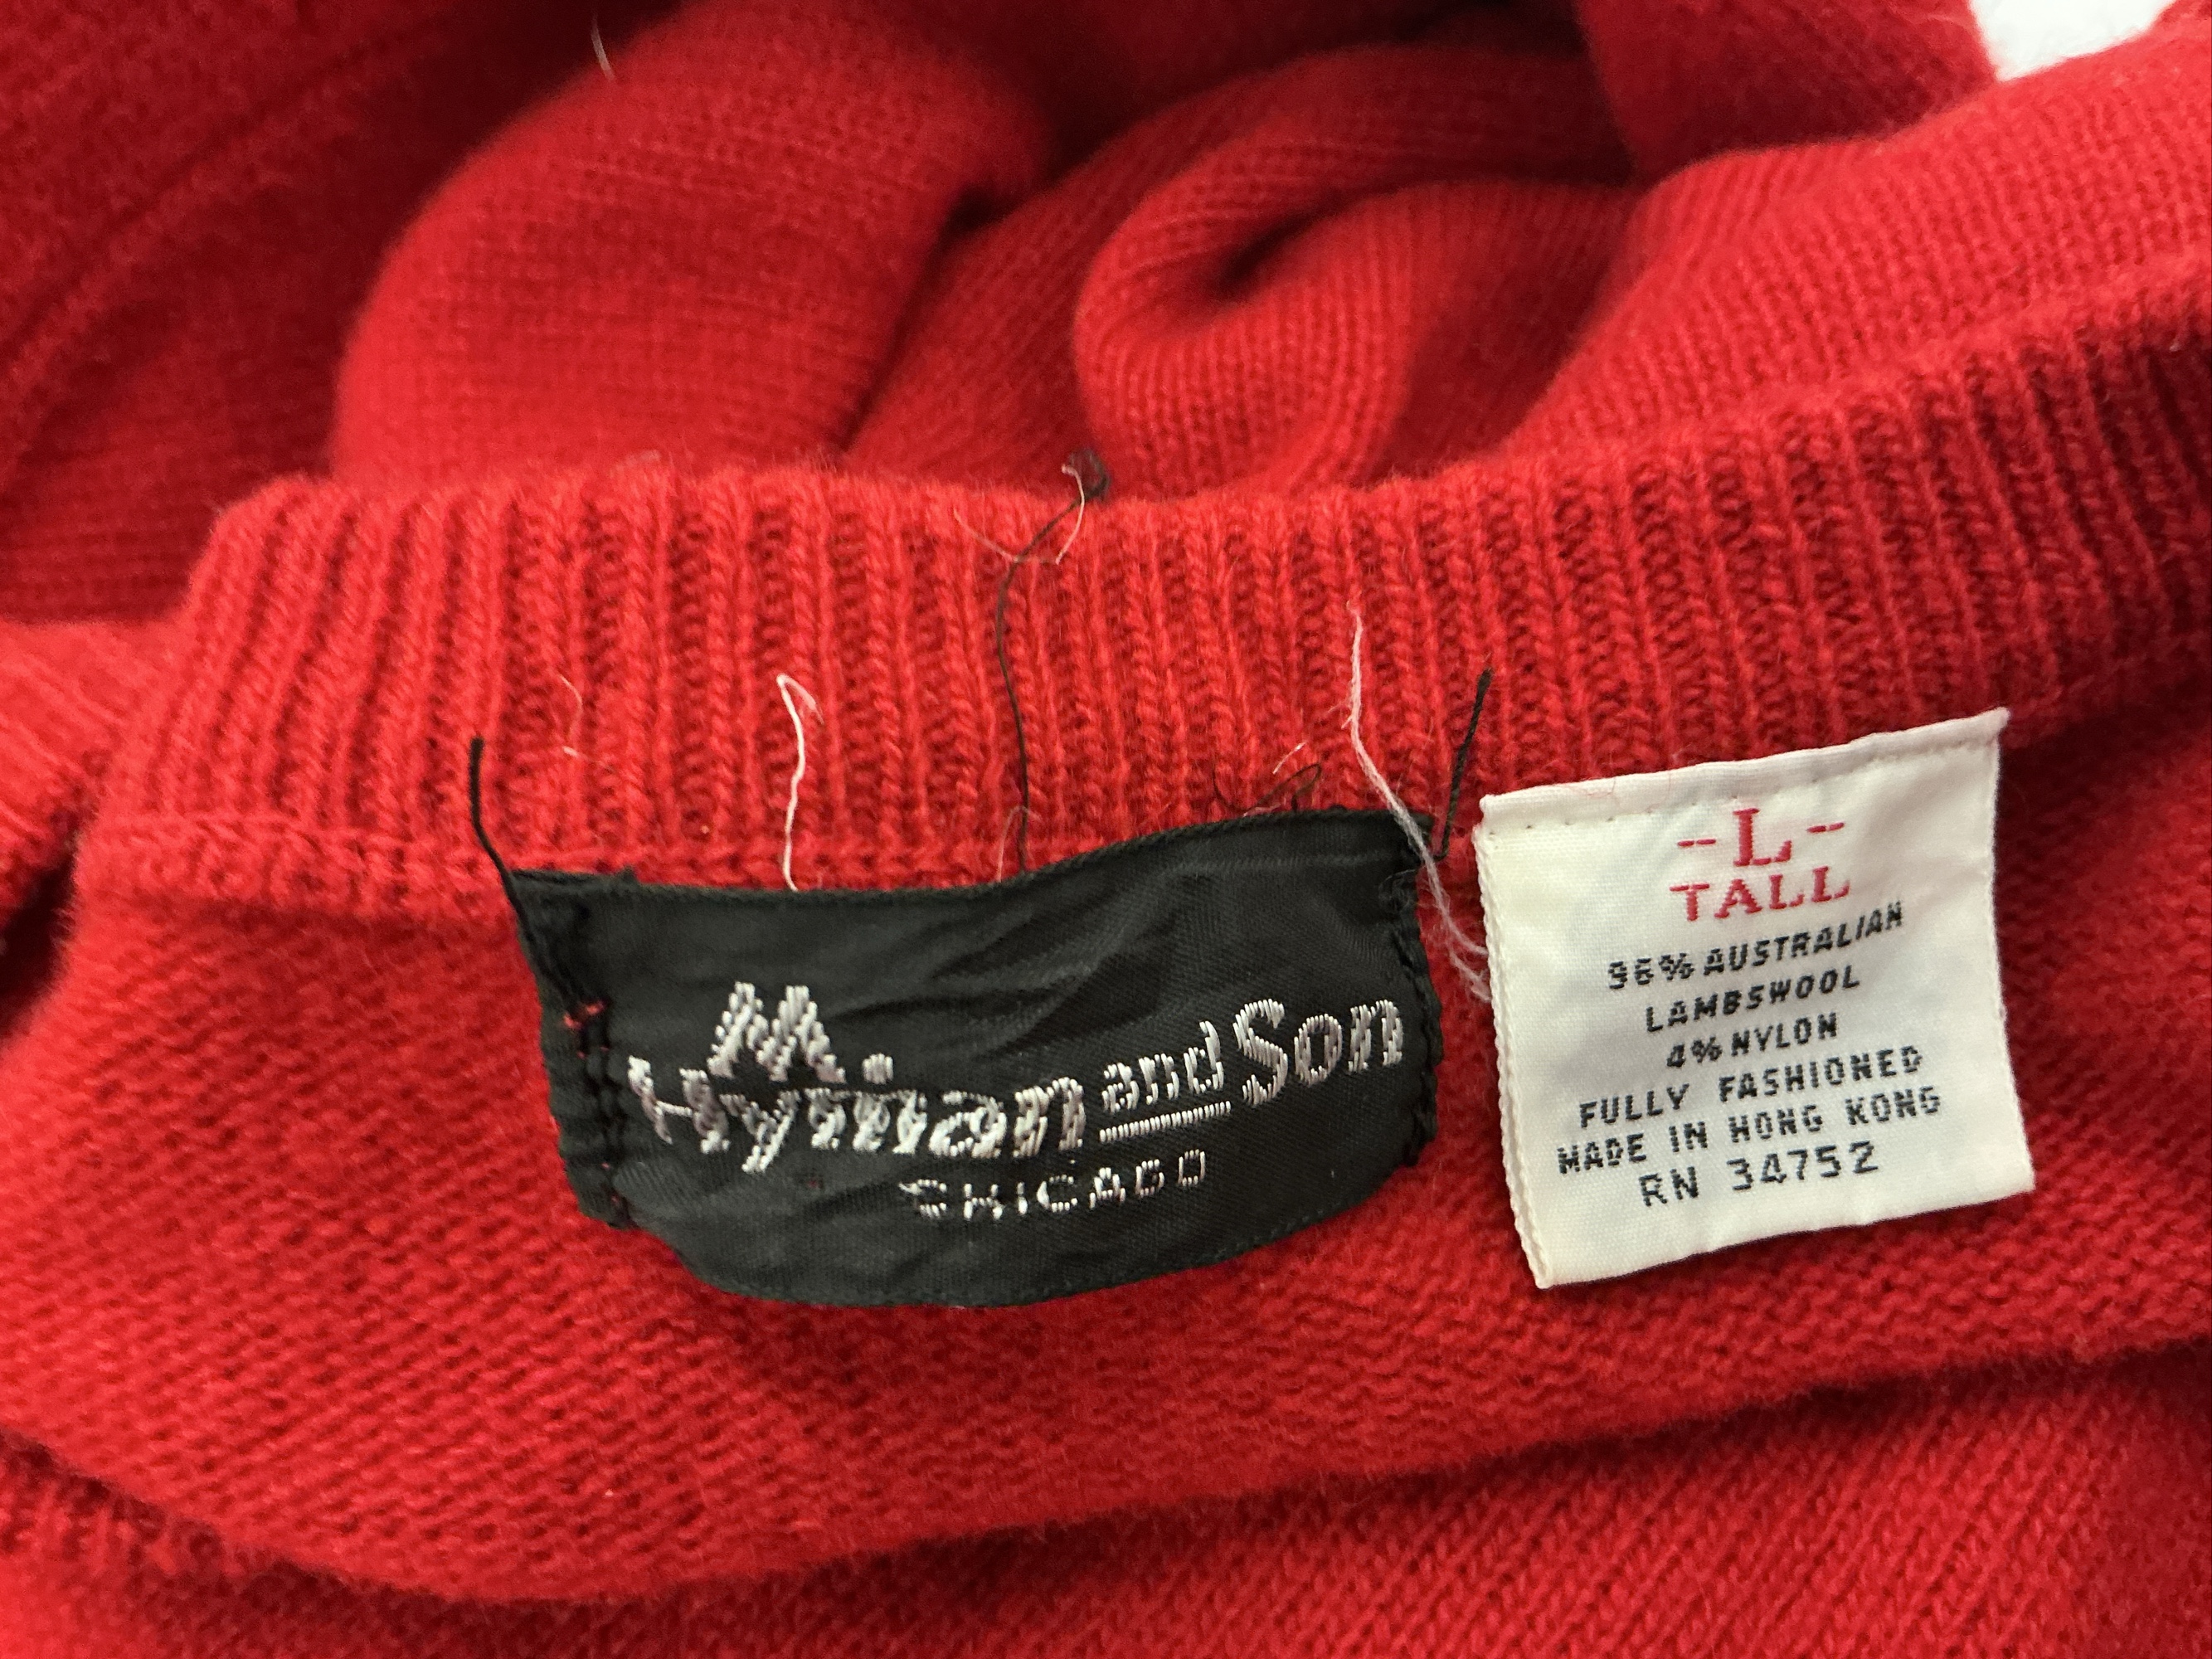 M.
Hyman and Son
CHICAGO
-L-
TALL
96% AUSTRALIAN
LAMBSWOOL
4% NYLON
FULLY FASHIONED
MADE IN HONG KONG
RN 34752